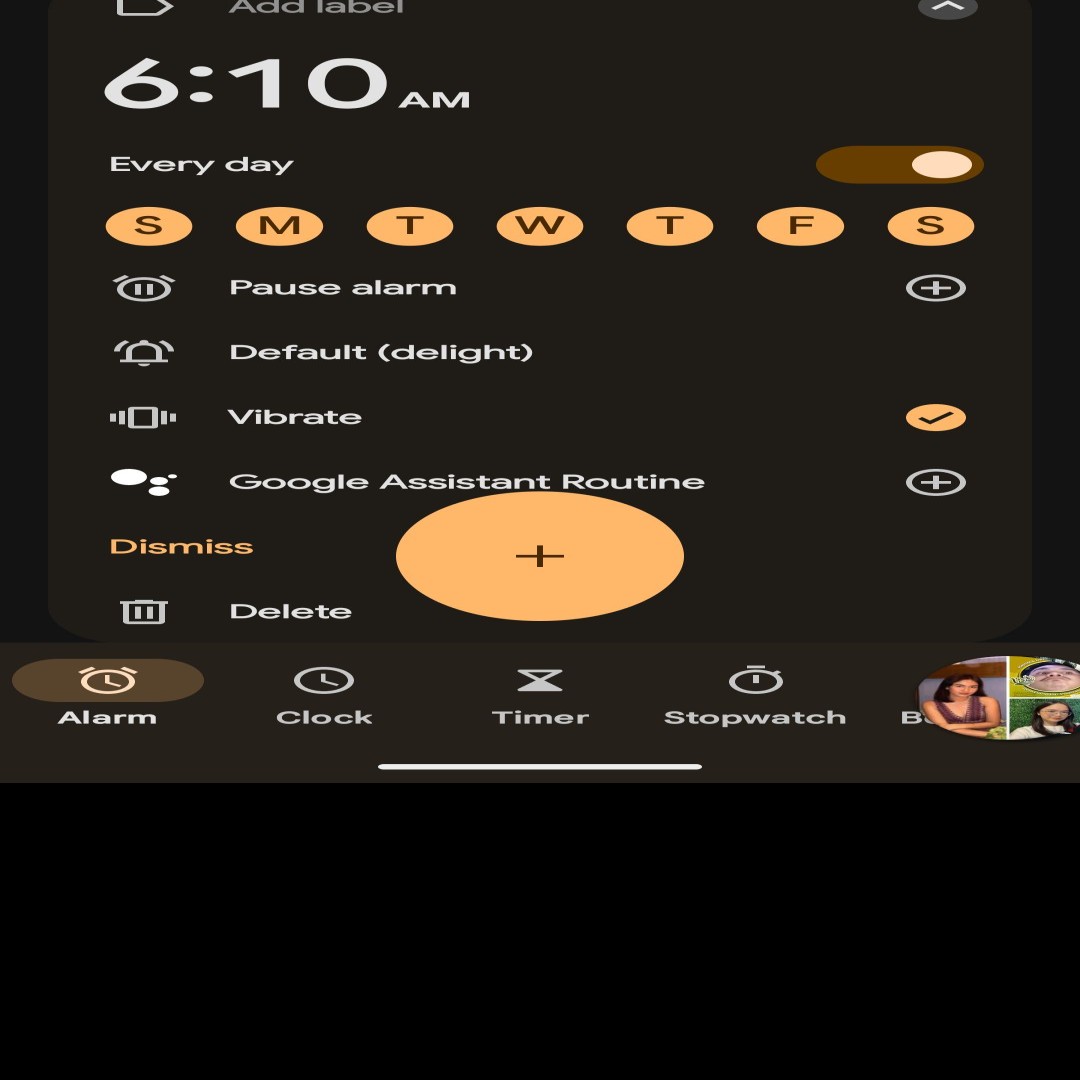 Add label
6:10 AM
Every day
S M T W T F S
Pause alarm
Default (delight)
Vibrate
Google Assistant Routine
Dismiss
Delete
Alarm Clock Timer Stopwatch